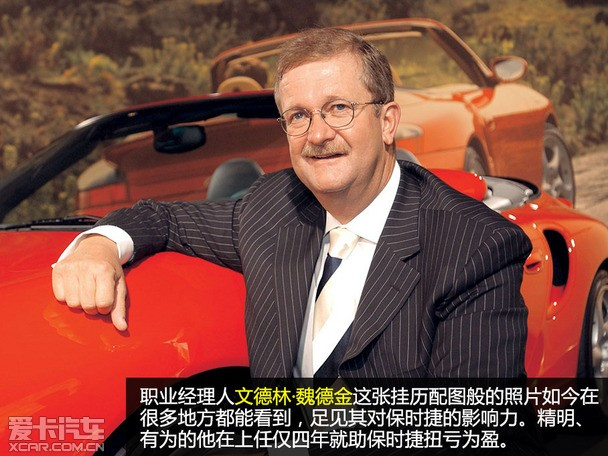 职业经理人文德林·魏德金这张挂历配图般的照片如今在
很多地方都能看到，足见其对保时捷的影响力。精明、
有为的他在上任仅四年就助保时捷扭亏为盈。
爱卡汽车
XCAR.COM.CN